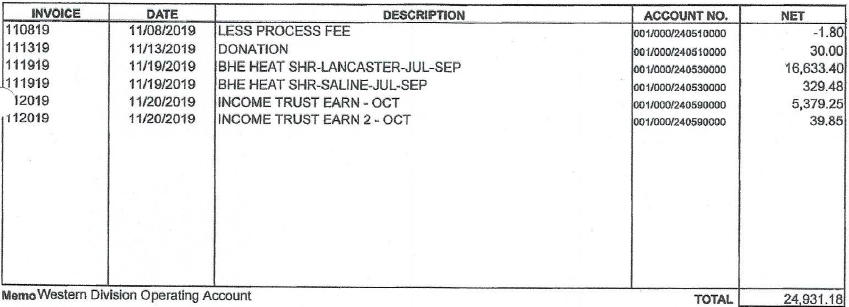 INVOICE DATE DESCRIPTION ACCOUNT NO. NET
110819 11/08/2019 LESS PROCESS FEE 001/000/240510000 -1.80
111319 11/13/2019 DONATION 001/000/240510000 30.00
111919 11/19/2019 BHE HEAT SHR-LANCASTER-JUL-SEP 001/000/240530000 16,633.40
111919 11/19/2019 BHE HEAT SHR-SALINE-JUL-SEP 001/000/240530000 329.48
12019 11/20/2019 INCOME TRUST EARN - OCT 001/000/240590000 5,379.25
112019 11/20/2019 INCOME TRUST EARN 2 - OCT 001/000/240590000 39.85
Memo Western Division Operating Account TOTAL 24,931.18